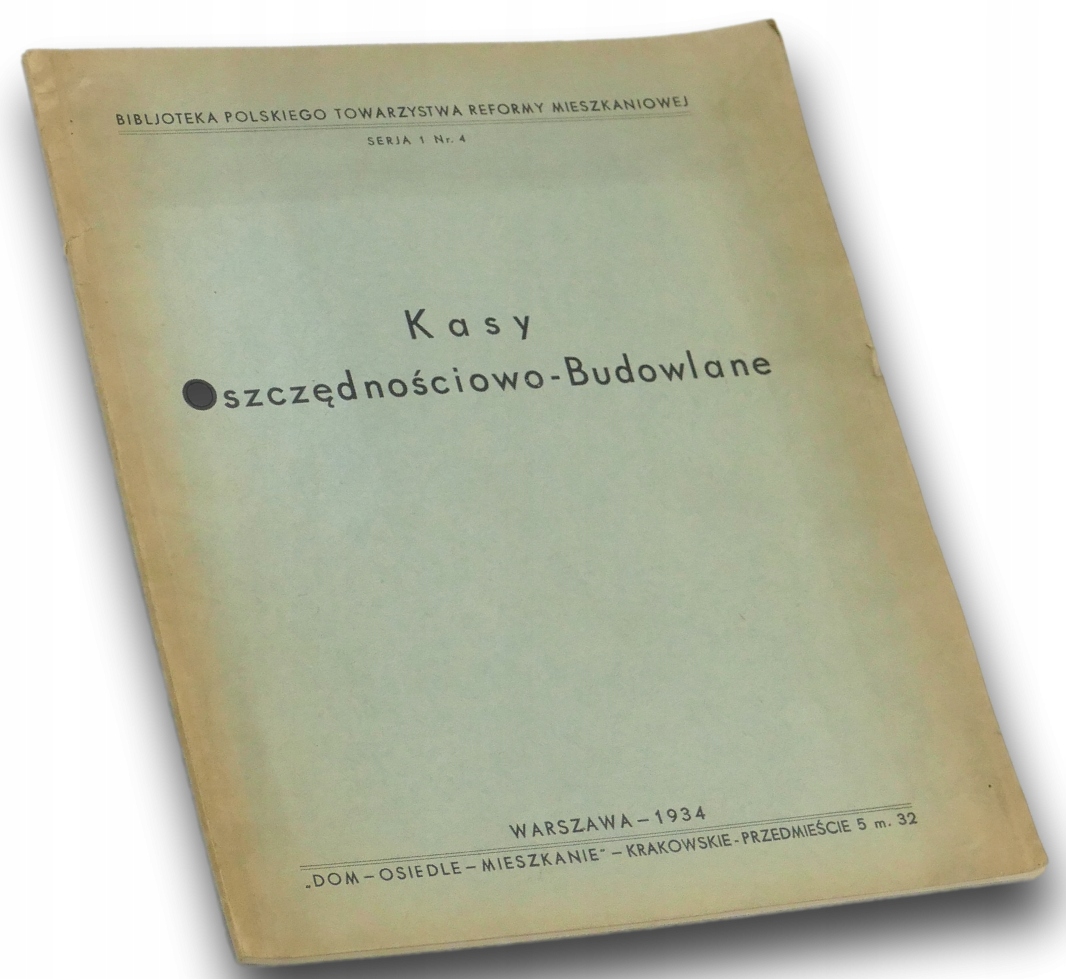 BIBLJOTEKA POLSKIEGO TOWARZYSTWA REFORMY MIESZKANIOWEJ
SERJA 1 Nr. 4
Kasy
Oszczędnościowo-Budowlane
WARSZAWA – 1934
„DOM – OSIEDLE – MIESZKANIE" – KRAKOWSKIE-PRZEDMIEŚCIE 5 m. 32